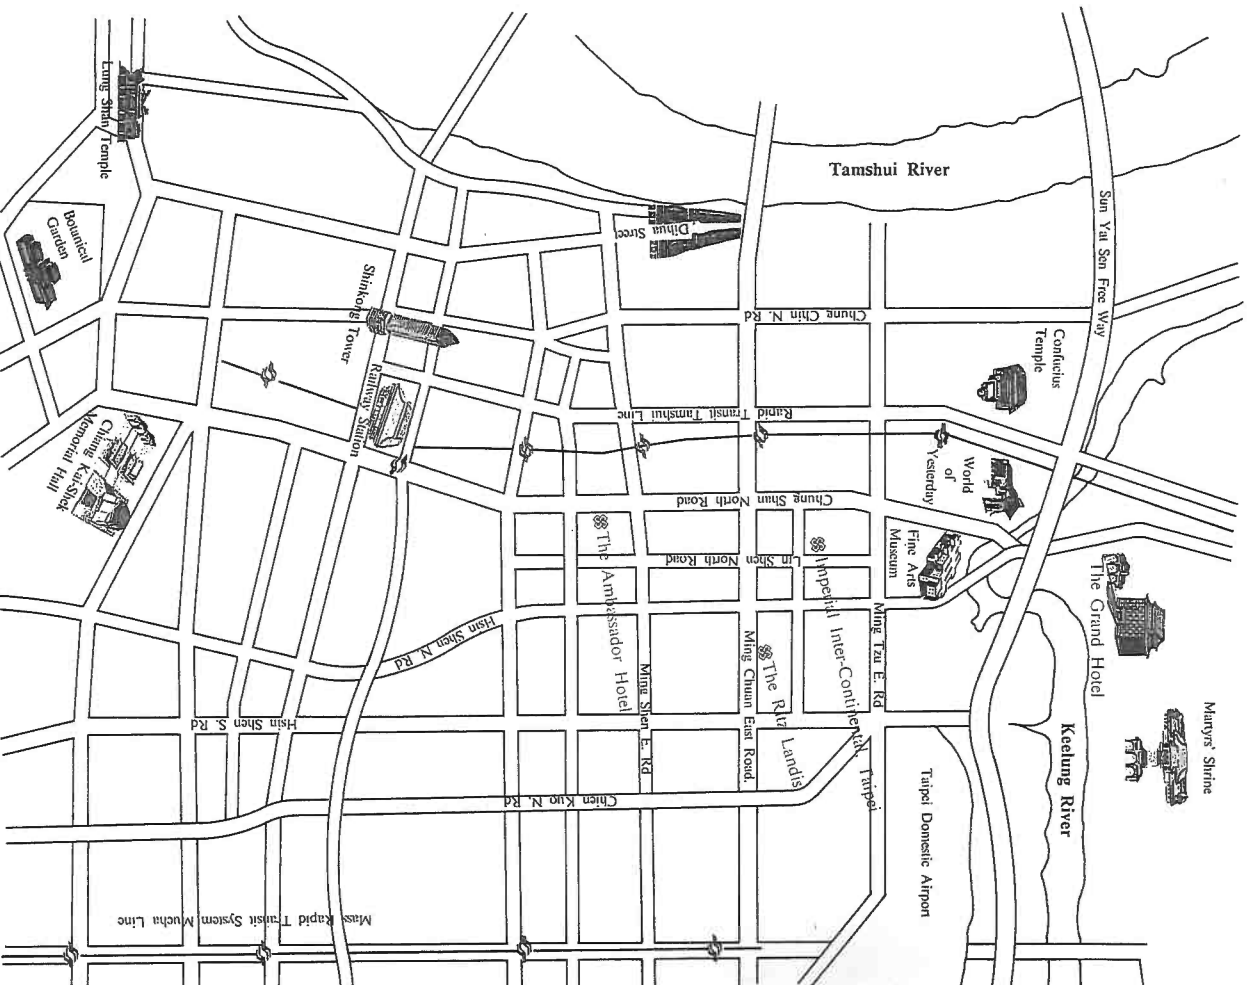 Tamshui River
Lung Shan Temple
Botanical
Garden
Dihua Street
Sun Yat Sen Free Way
Shinkong Tower
Chung Chin N. Rd
Confucius
Temple
Railway Station
Rapid Transit Tamshui Line
World
of
Yesterday
Chiang Kai-Shek
Memorial Hall
Chung Shan North Road
Fine Arts
Museum
Lin Shen North Road
The Ambassador Hotel
Imperial Inter-Continental, Taipei
The Grand Hotel
Ming Tzu E. Rd
Hsin Shen N. Rd
Ming Shen E. Rd
Ming Chuan East Road.
The Ritz Landis
Hsin Shen S. Rd
Martyrs' Shrine
Keelung River
Taipei Domestic Airport
Chien Kuo N. Rd
Mass Rapid Transit System Mucha Line